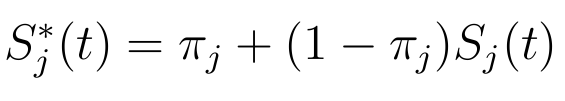 $S_j^*(t) = \pi_j + (1 - \pi_j)S_j(t)$